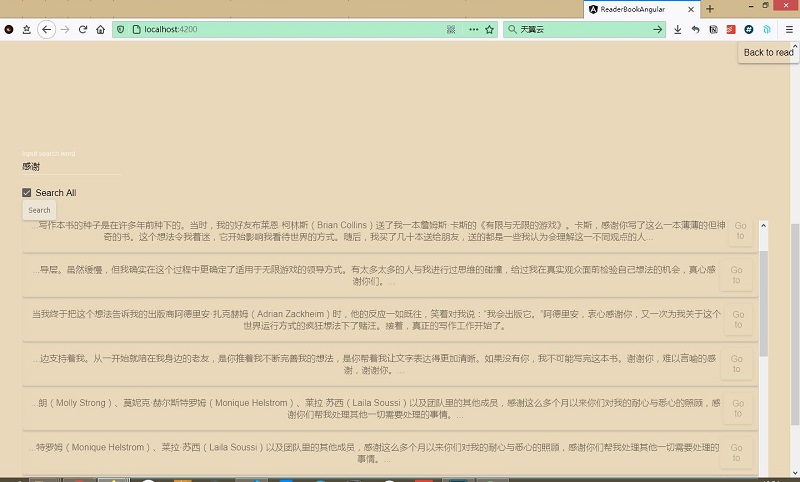 ReaderBookAngular
localhost:4200
天翼云
Back to read
Input search word
感谢
Search All
Search
...写作本书的种子是在许多年前种下的。当时，我的好友布莱恩·柯林斯（Brian Collins）送了我一本詹姆斯·卡斯的《有限与无限的游戏》。卡斯，感谢你写了这么一本薄薄的但神
奇的书。这个想法令我着迷，它开始影响我看待世界的方式。随后，我买了几十本送给朋友，送的都是一些我认为会理解这一不同观点的人...
Go
to
...导层。虽然缓慢，但我确实在这个过程中更确定了适用于无限游戏的领导方式。有太多太多的人与我进行过思维的碰撞，给过我在真实观众面前检验自己想法的机会，真心感
谢你们。...
Go
to
当我终于把这个想法告诉我的出版商阿德里安·扎克赫姆（Adrian Zackheim）时，他的反应一如既往，笑着对我说：“我会出版它。”阿德里安，衷心感谢你，又一次为我关于这个
世界运行方式的疯狂想法下了赌注。接着，真正的写作工作开始了。
Go
to
...边支持着我。从一开始就陪在我身边的老友，是你推着我不断完善我的想法，是你帮着我让文字表达得更加清晰。如果没有你，我不可能写完这本书。谢谢你，难以言喻的感
谢，谢谢你。...
Go
to
...朗（Molly Strong）、莫妮克·赫尔斯特罗姆（Monique Helstrom）、莱拉·苏西（Laila Soussi）以及团队里的其他成员，感谢这么多个月以来你们对我的耐心与悉心的照顾，感
谢你们帮我处理其他一切需要处理的事情。...
Go
to
...特罗姆（Monique Helstrom）、莱拉·苏西（Laila Soussi）以及团队里的其他成员，感谢这么多个月以来你们对我的耐心与悉心的照顾，感谢你们帮我处理其他一切需要处理的
事情。...
Go
to